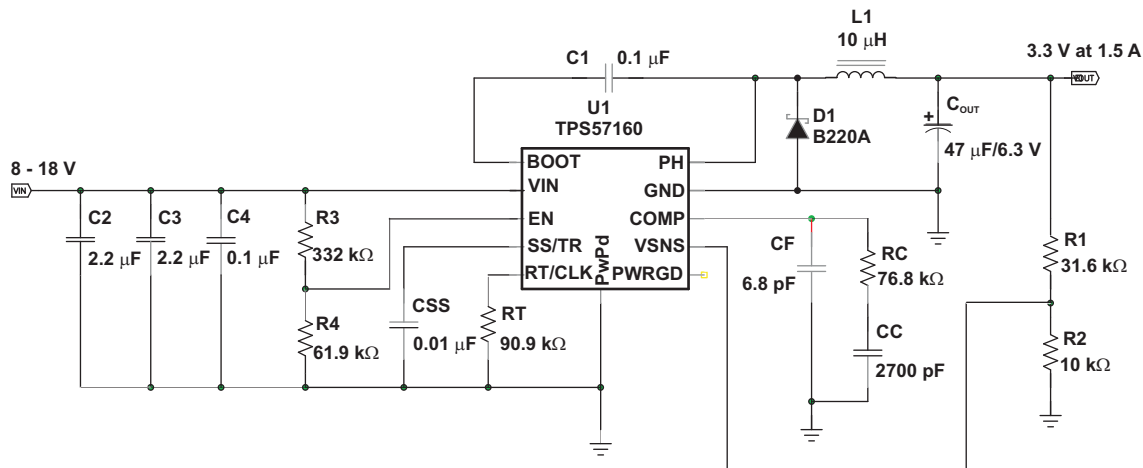 L1
10 μH
3.3 V at 1.5 A
C1
0.1 μF
U1
TPS57160
D1
B220A
C_OUT
+
47 μF/6.3 V
8 - 18 V
VIN
BOOT
VIN
EN
SS/TR
RT/CLK
PwPd
PH
GND
COMP
VSNS
PWRGD
C2
2.2 μF
C3
2.2 μF
C4
0.1 μF
R3
332 kΩ
R4
61.9 kΩ
CSS
0.01 μF
RT
90.9 kΩ
CF
6.8 pF
RC
76.8 kΩ
CC
2700 pF
R1
31.6 kΩ
R2
10 kΩ